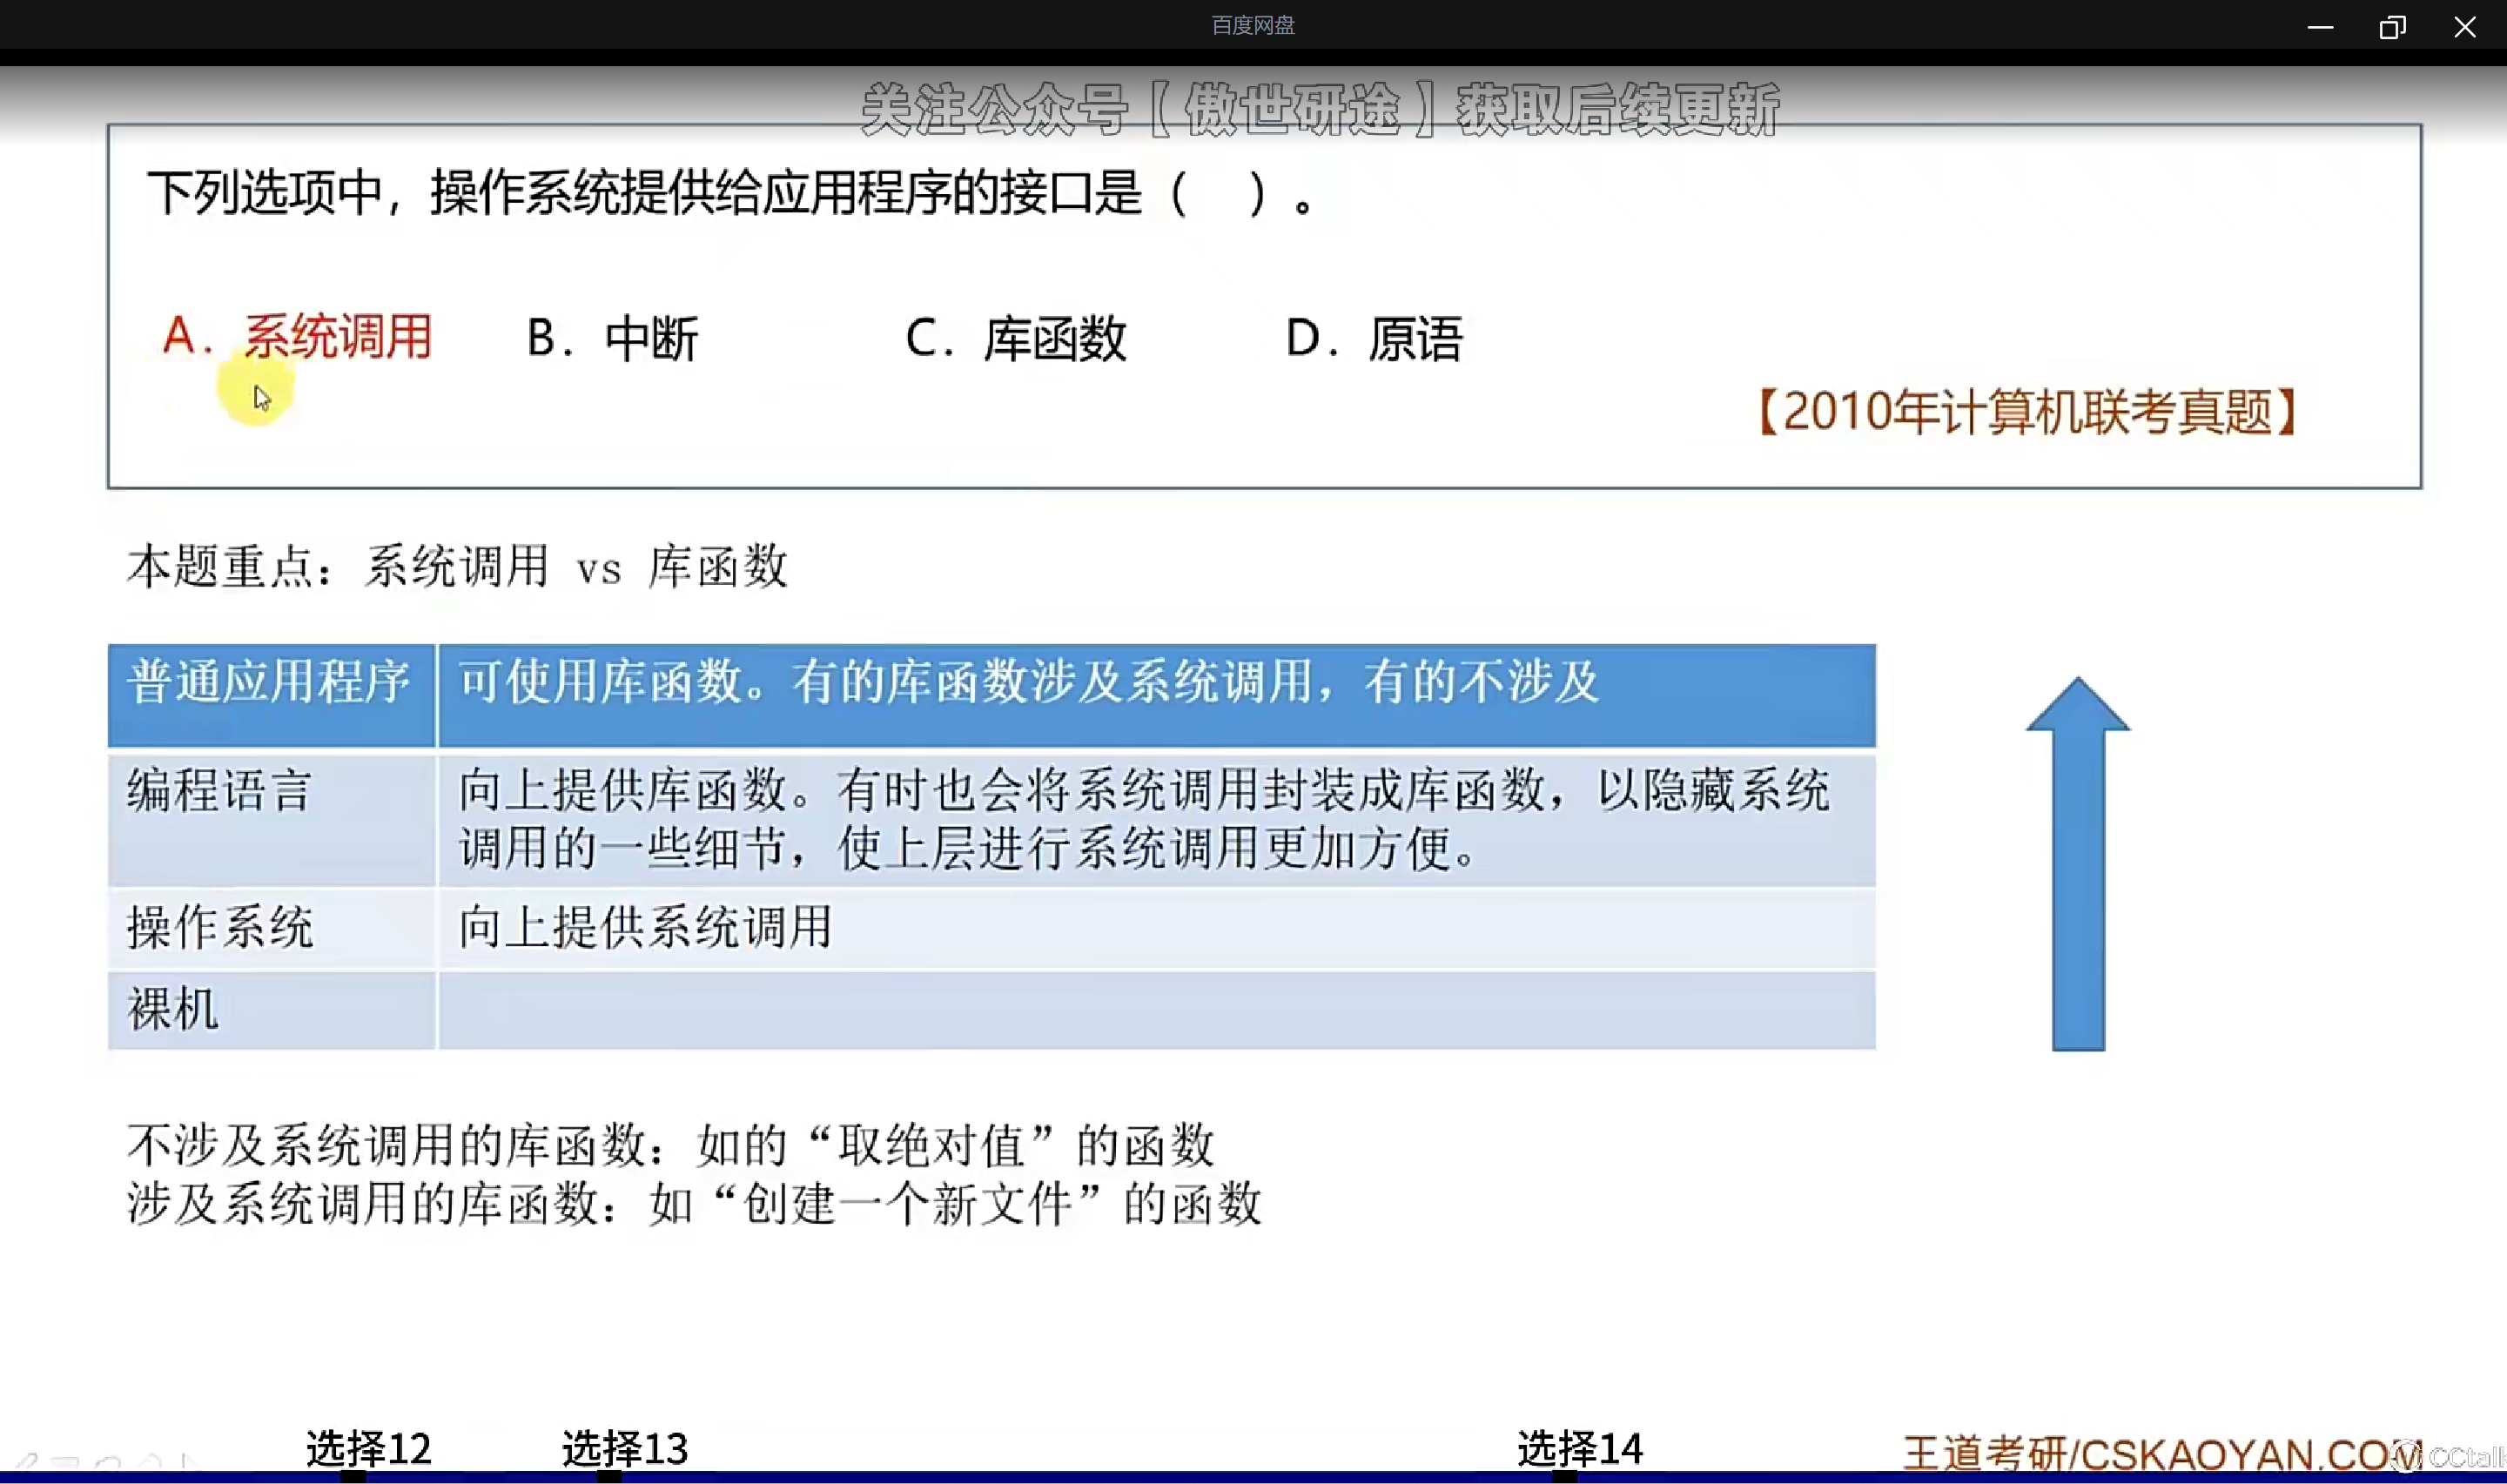 百度网盘
关注公众号【傲世研途】获取后续更新
下列选项中，操作系统提供给应用程序的接口是（　）。
A．系统调用　B．中断　C．库函数　D．原语
【2010年计算机联考真题】
本题重点：系统调用 vs 库函数
普通应用程序　可使用库函数。有的库函数涉及系统调用，有的不涉及
编程语言　向上提供库函数。有时也会将系统调用封装成库函数，以隐藏系统
调用的一些细节，使上层进行系统调用更加方便。
操作系统　向上提供系统调用
裸机
不涉及系统调用的库函数：如的“取绝对值”的函数
涉及系统调用的库函数：如“创建一个新文件”的函数
选择12　选择13　选择14
王道考研/CSKAOYAN.COM
CCtalk